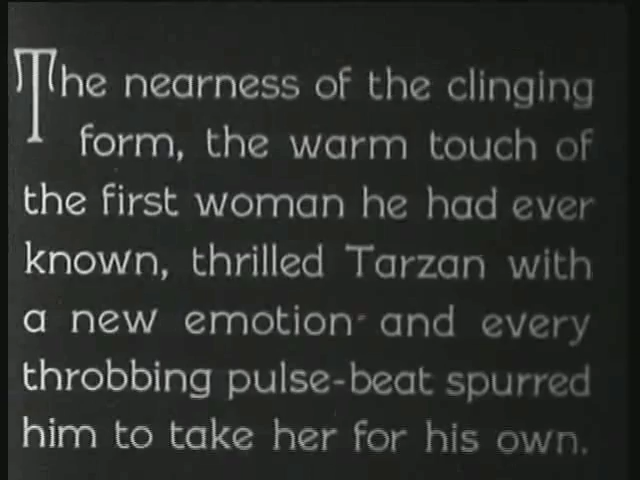 The nearness of the clinging
form, the warm touch of
the first woman he had ever
known, thrilled Tarzan with
a new emotion- and every
throbbing pulse-beat spurred
him to take her for his own.